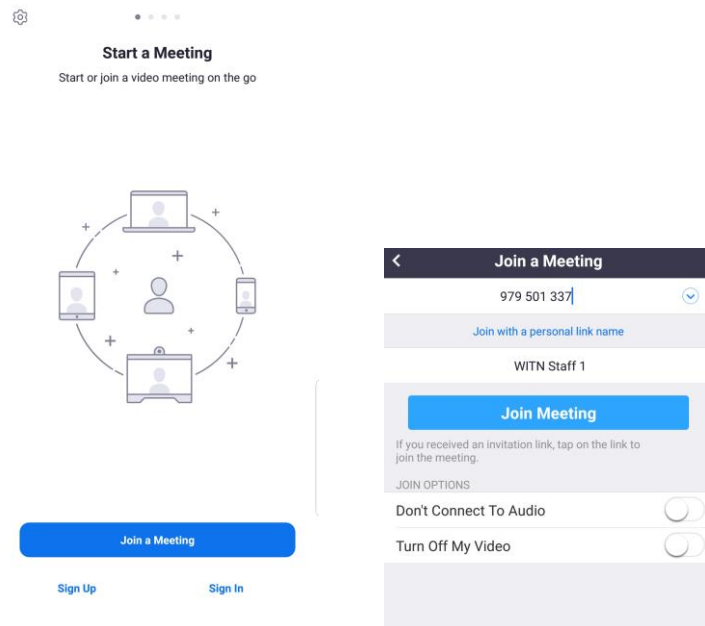 Start a Meeting
Start or join a video meeting on the go
Join a Meeting
Sign Up
Sign In
Join a Meeting
979 501 337
Join with a personal link name
WITN Staff 1
Join Meeting
If you received an invitation link, tap on the link to
join the meeting.
JOIN OPTIONS
Don't Connect To Audio
Turn Off My Video